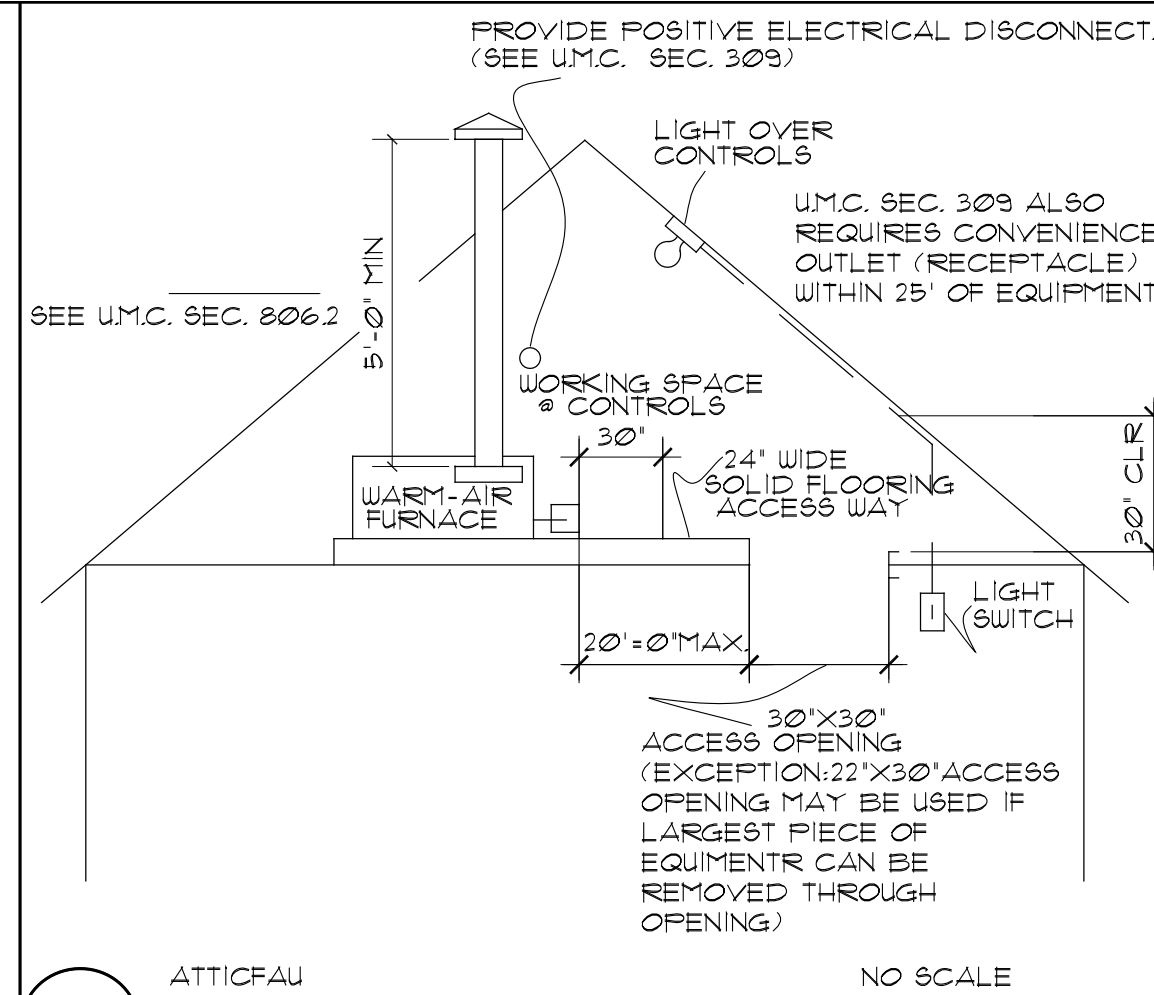 PROVIDE POSITIVE ELECTRICAL DISCONNECT.
(SEE U.M.C. SEC. 309)
LIGHT OVER
CONTROLS
U.M.C. SEC. 309 ALSO
REQUIRES CONVENIENCE
OUTLET (RECEPTACLE)
WITHIN 25' OF EQUIPMENT
SEE U.M.C. SEC. 806.2
5'-0" MIN
WORKING SPACE
@ CONTROLS
30"
24" WIDE
SOLID FLOORING
ACCESS WAY
WARM-AIR
FURNACE
30" CLR
LIGHT
SWITCH
20'=0"MAX.
30"X30"
ACCESS OPENING
(EXCEPTION:22"X30"ACCESS
OPENING MAY BE USED IF
LARGEST PIECE OF
EQUIMENTR CAN BE
REMOVED THROUGH
OPENING)
ATTICFAU
NO SCALE